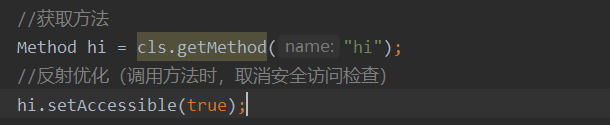 //获取方法
Method hi = cls.getMethod( name: "hi");
//反射优化（调用方法时，取消安全访问检查）
hi.setAccessible(true);